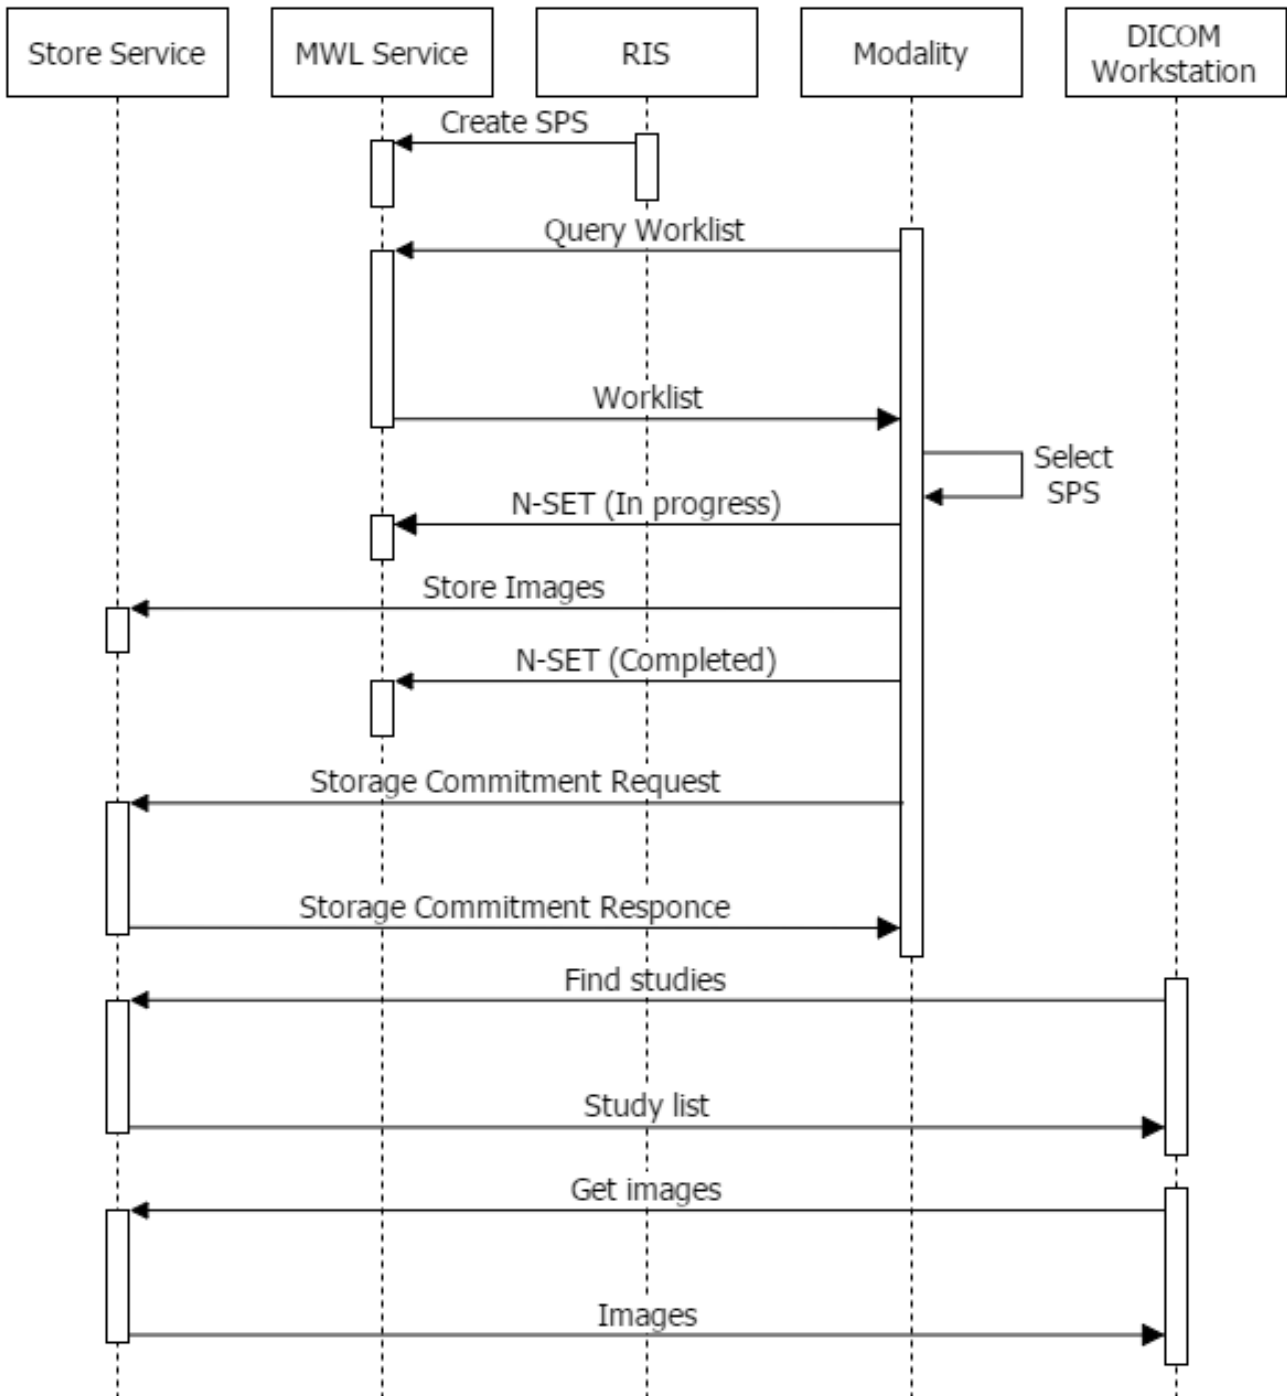 Store Service
MWL Service
RIS
Modality
DICOM
Workstation
Create SPS
Query Worklist
Worklist
Select
SPS
N-SET (In progress)
Store Images
N-SET (Completed)
Storage Commitment Request
Storage Commitment Responce
Find studies
Study list
Get images
Images